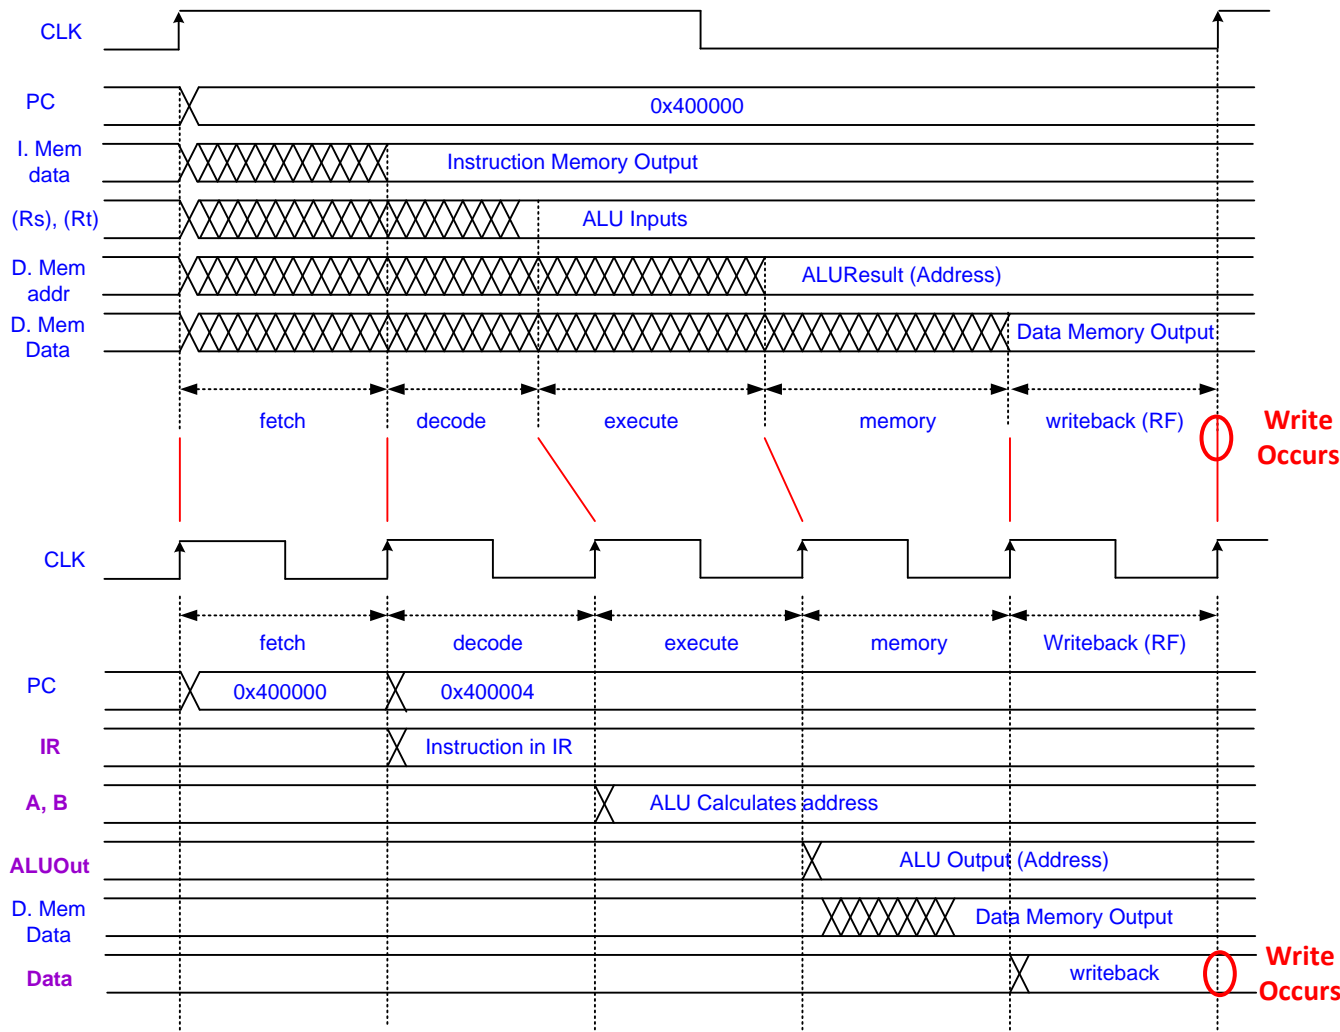 CLK
PC
0x400000
I. Mem
data
Instruction Memory Output
(Rs), (Rt)
ALU Inputs
D. Mem
addr
ALUResult (Address)
D. Mem
Data
Data Memory Output
fetch
decode
execute
memory
writeback (RF)
Write
Occurs
CLK
fetch
decode
execute
memory
Writeback (RF)
PC
0x400000
0x400004
IR
Instruction in IR
A, B
ALU Calculates address
ALUOut
ALU Output (Address)
D. Mem
Data
Data Memory Output
Data
writeback
Write
Occurs